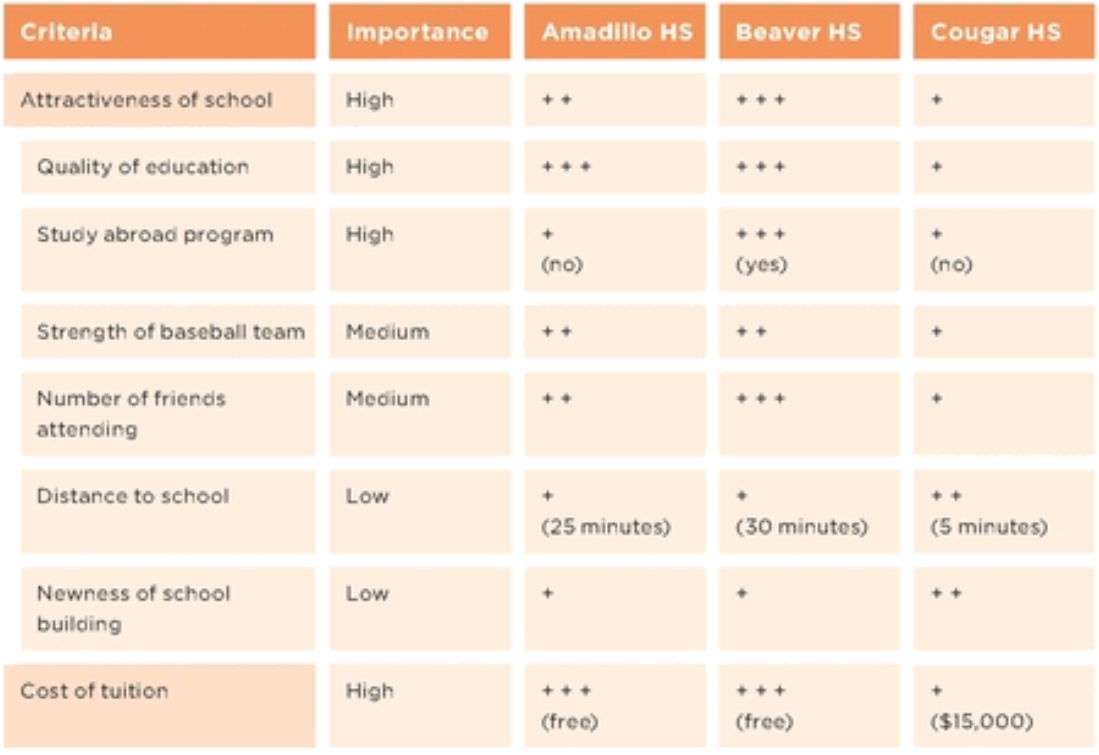 Criteria Importance Amadillo HS Beaver HS Cougar HS
Attractiveness of school High + + + + + +
Quality of education High + + + + + + +
Study abroad program High + + + + +
(no) (yes) (no)
Strength of baseball team Medium + + + + +
Number of friends Medium + + + + + +
attending
Distance to school Low + + + +
(25 minutes) (30 minutes) (5 minutes)
Newness of school Low + + + +
building
Cost of tuition High + + + + + + +
(free) (free) ($15,000)